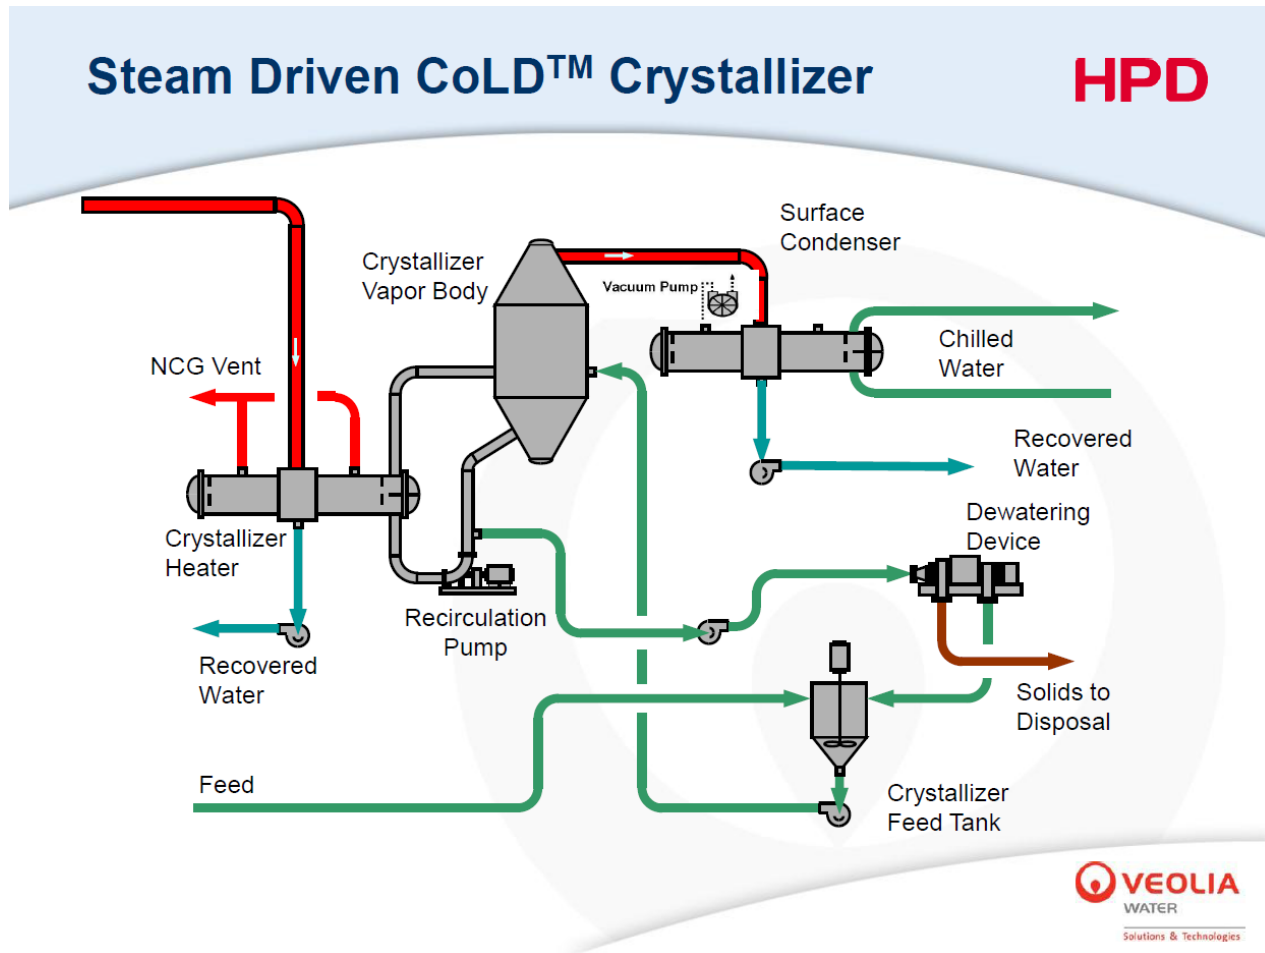 Steam Driven CoLD™ Crystallizer
HPD
Surface
Condenser
Crystallizer
Vapor Body
Vacuum Pump
Chilled
Water
NCG Vent
Recovered
Water
Dewatering
Device
Crystallizer
Heater
Recirculation
Pump
Recovered
Water
Solids to
Disposal
Feed
Crystallizer
Feed Tank
VEOLIA
WATER
Solutions & Technologies